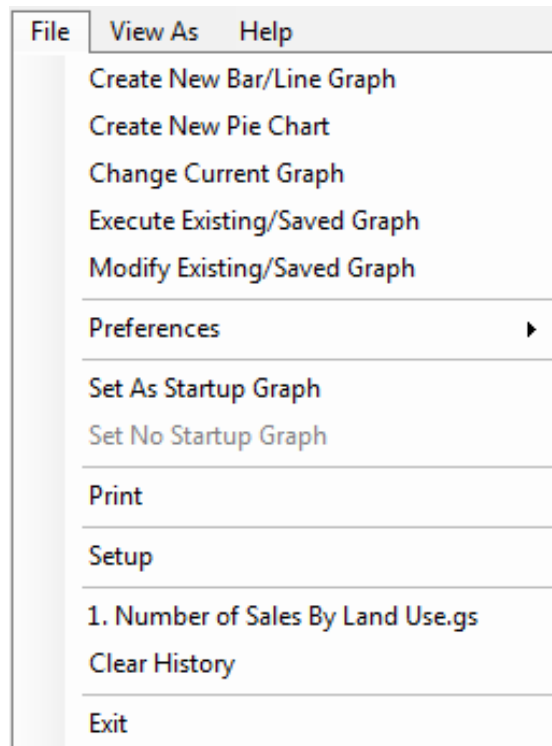 File View As Help
Create New Bar/Line Graph
Create New Pie Chart
Change Current Graph
Execute Existing/Saved Graph
Modify Existing/Saved Graph
Preferences
Set As Startup Graph
Set No Startup Graph
Print
Setup
1. Number of Sales By Land Use.gs
Clear History
Exit